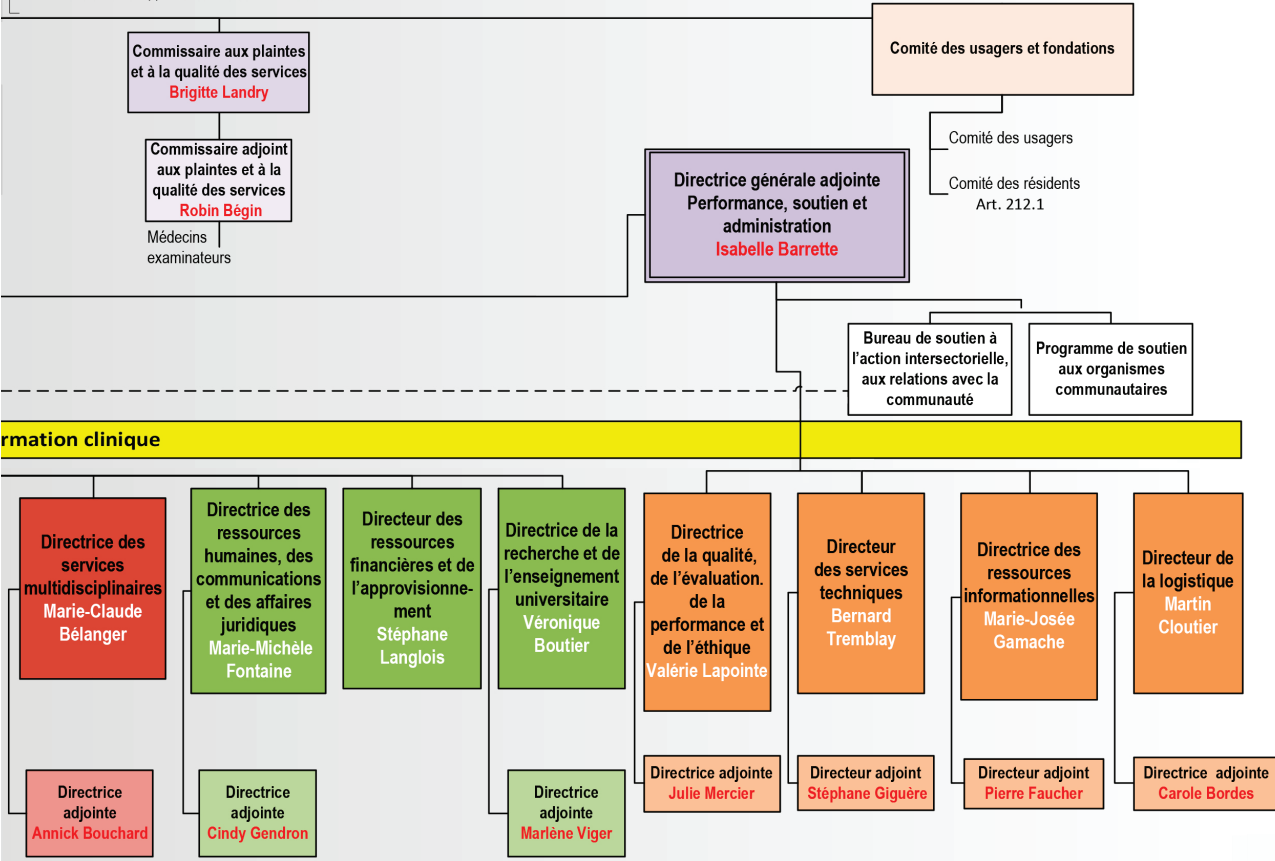 Commissaire aux plaintes
et à la qualité des services
Brigitte Landry
Comité des usagers et fondations
Commissaire adjoint
aux plaintes et à la
qualité des services
Robin Bégin
Médecins
examinateurs
Comité des usagers
Comité des résidents
Art. 212.1
Directrice générale adjointe
Performance, soutien et
administration
Isabelle Barrette
Bureau de soutien à
l'action intersectorielle,
aux relations avec la
communauté
Programme de soutien
aux organismes
communautaires
rmation clinique
Directrice des
services
multidisciplinaires
Marie-Claude
Bélanger
Directrice des
ressources
humaines, des
communications
et des affaires
juridiques
Marie-Michèle
Fontaine
Directeur des
ressources
financières et de
l'approvisionne-
ment
Stéphane
Langlois
Directrice de la
recherche et de
l'enseignement
universitaire
Véronique
Boutier
Directrice
de la qualité,
de l'évaluation.
de la
performance et
de l'éthique
Valérie Lapointe
Directeur
des services
techniques
Bernard
Tremblay
Directrice des
ressources
informationnelles
Marie-Josée
Gamache
Directeur de
la logistique
Martin
Cloutier
Directrice
adjointe
Annick Bouchard
Directrice
adjointe
Cindy Gendron
Directrice
adjointe
Marlène Viger
Directrice adjointe
Julie Mercier
Directeur adjoint
Stéphane Giguère
Directeur adjoint
Pierre Faucher
Directrice adjointe
Carole Bordes